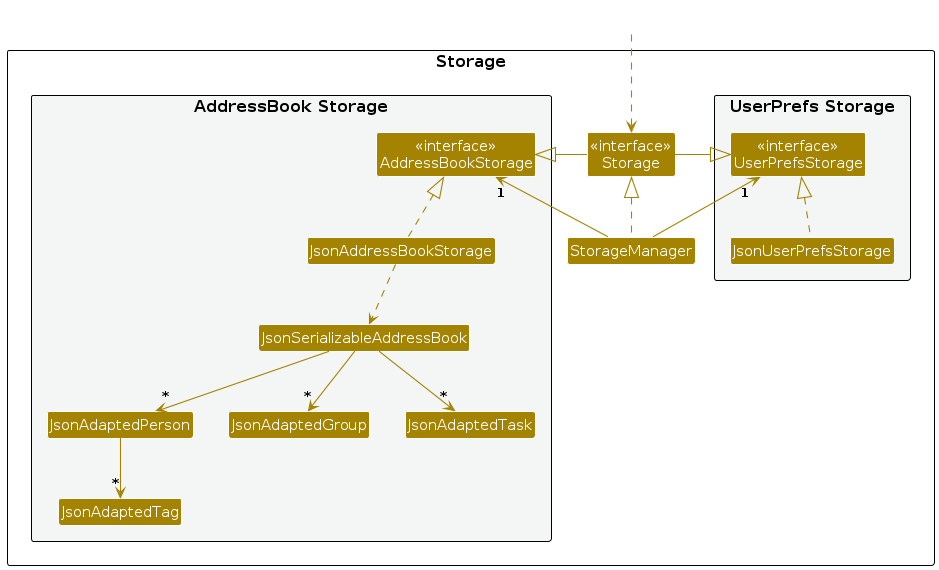 Storage
AddressBook Storage
UserPrefs Storage
«interface»
AddressBookStorage
«interface»
Storage
«interface»
UserPrefsStorage
1
1
JsonAddressBookStorage
StorageManager
JsonUserPrefsStorage
JsonSerializableAddressBook
*
*
*
JsonAdaptedPerson
JsonAdaptedGroup
JsonAdaptedTask
*
JsonAdaptedTag